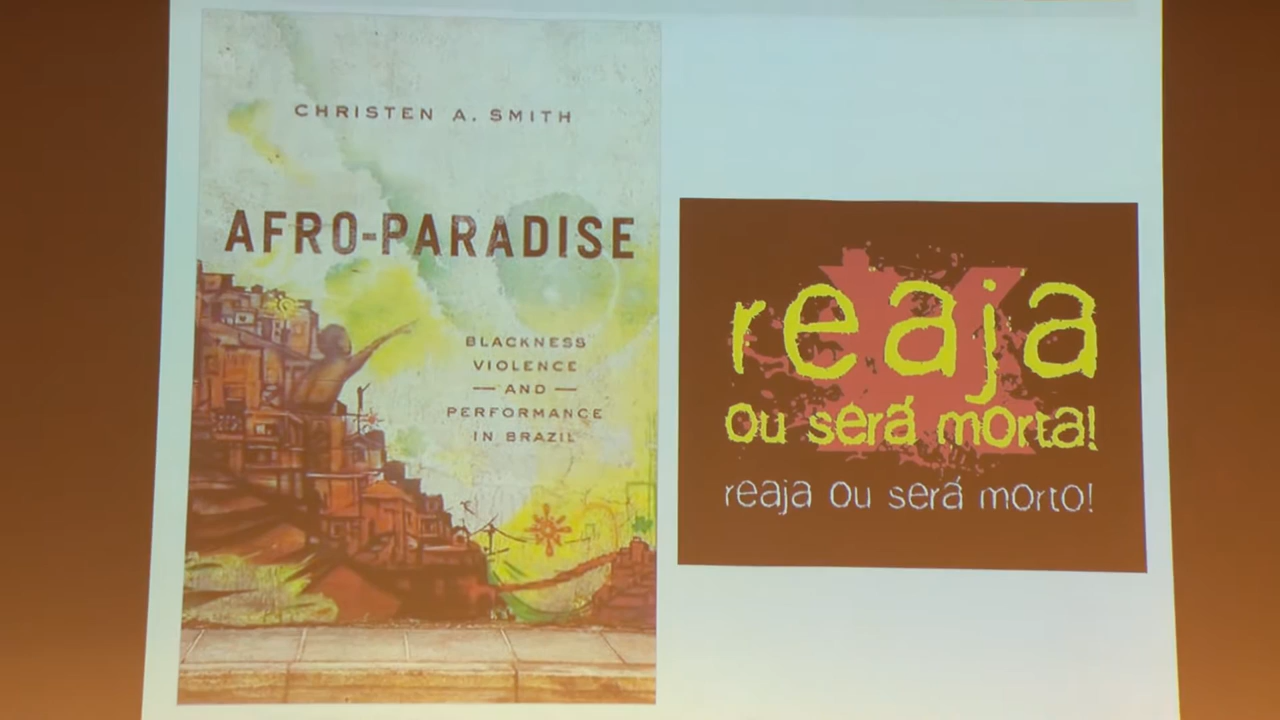 CHRISTEN A. SMITH
AFRO-PARADISE
BLACKNESS
VIOLENCE
— AND —
PERFORMANCE
IN BRAZIL
reaja
ou será morta!
reaja ou será morto!